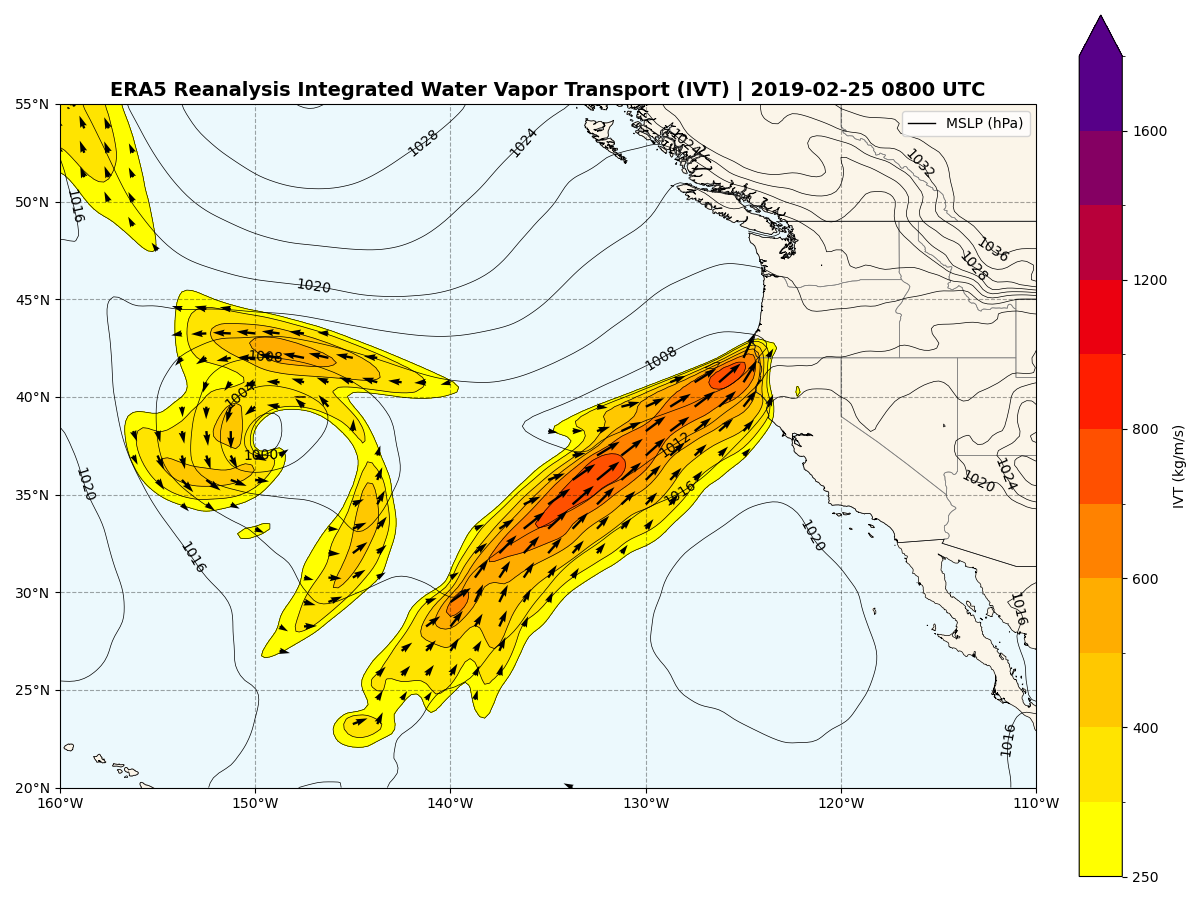 ERA5 Reanalysis Integrated Water Vapor Transport (IVT) | 2019-02-25 0800 UTC
MSLP (hPa)
55°N
50°N
45°N
40°N
35°N
30°N
25°N
20°N
160°W
150°W
140°W
130°W
120°W
110°W
1028
1024
1024
1032
1016
1036
1028
1020
1008
1008
1004
1000
1012
1016
1020
1016
1020
1020
1024
1016
1016
1600
1200
800
600
400
250
IVT (kg/m/s)